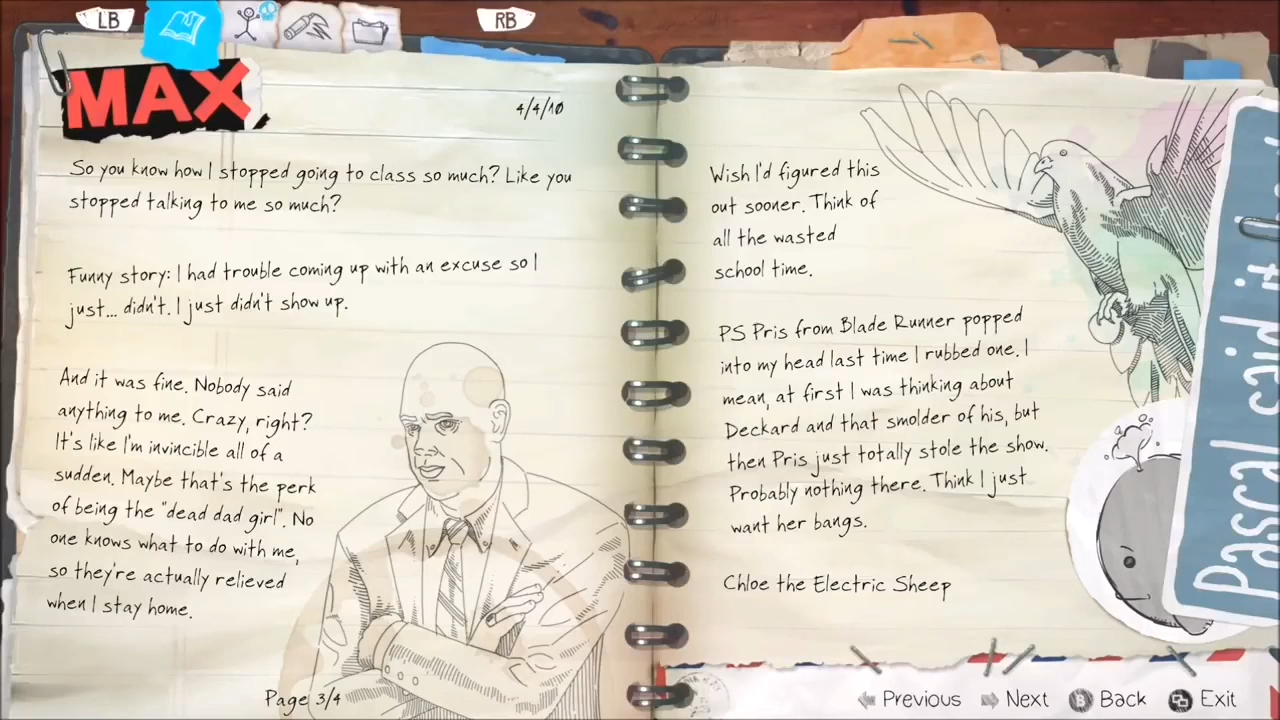 LB
RB
MAX
4/4/10
So you know how I stopped going to class so much? Like you
stopped talking to me so much?
Funny story: I had trouble coming up with an excuse so I
just... didn't. I just didn't show up.
And it was fine. Nobody said
anything to me. Crazy, right?
It's like I'm invincible all of a
sudden. Maybe that's the perk
of being the "dead dad girl". No
one knows what to do with me,
so they're actually relieved
when I stay home.
Page 3/4
Wish I'd figured this
out sooner. Think of
all the wasted
school time.
PS Pris from Blade Runner popped
into my head last time I rubbed one. I
mean, at first I was thinking about
Deckard and that smolder of his, but
then Pris just totally stole the show.
Probably nothing there. Think I just
want her bangs.
Chloe the Electric Sheep
Pascal said it
Previous
Next
B Back
Exit